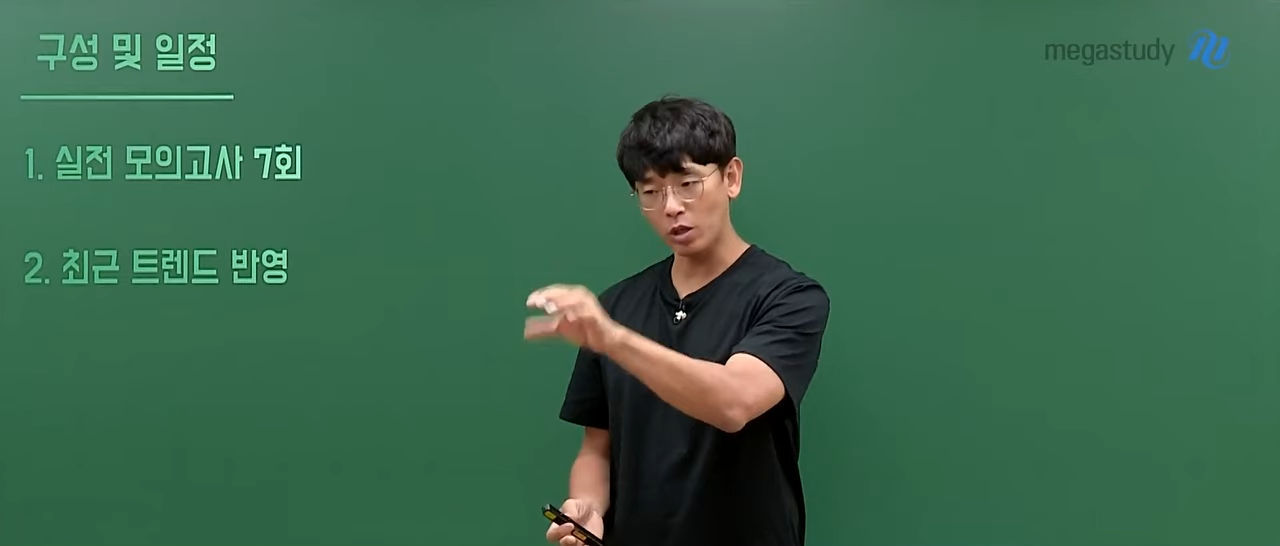 구성 및 일정
megastudy
1. 실전 모의고사 7회
2. 최근 트렌드 반영